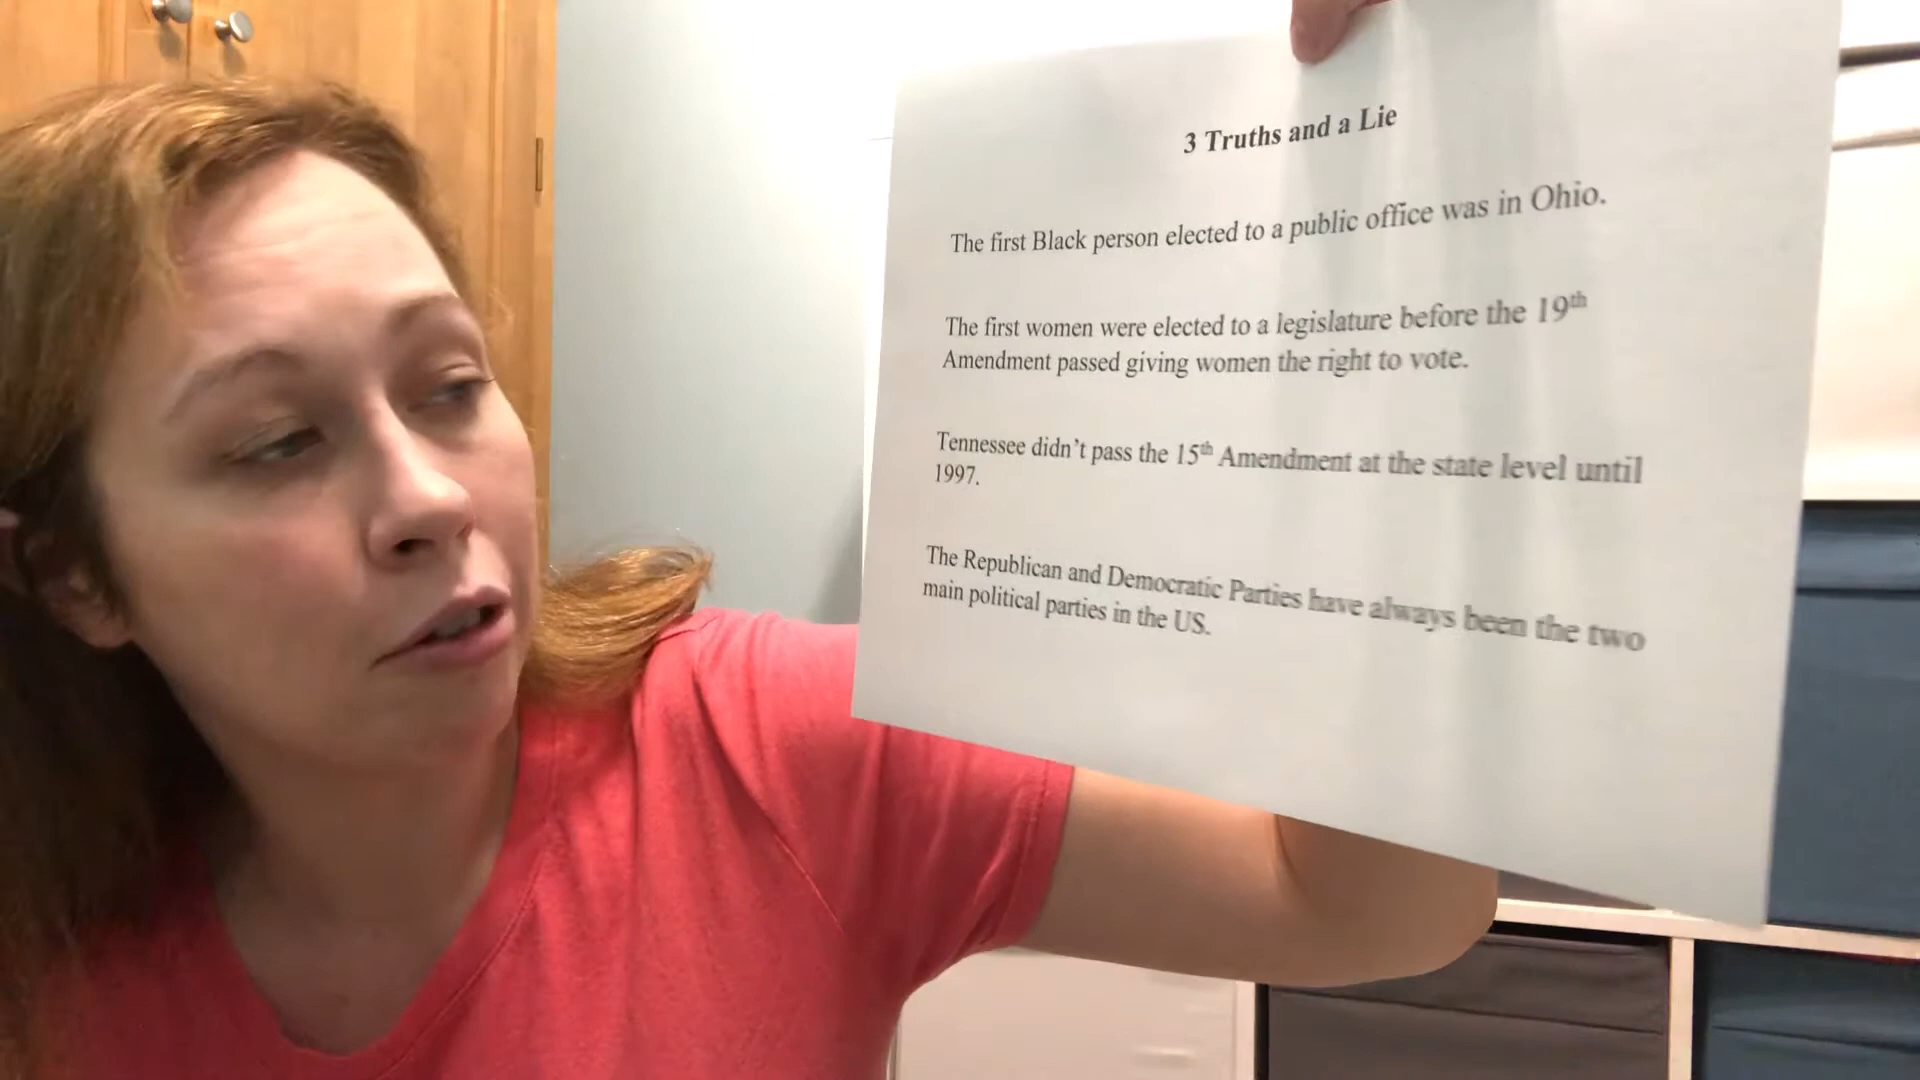 3 Truths and a Lie
The first Black person elected to a public office was in Ohio.
The first women were elected to a legislature before the 19th
Amendment passed giving women the right to vote.
Tennessee didn't pass the 15th Amendment at the state level until
1997.
The Republican and Democratic Parties have always been the two
main political parties in the US.